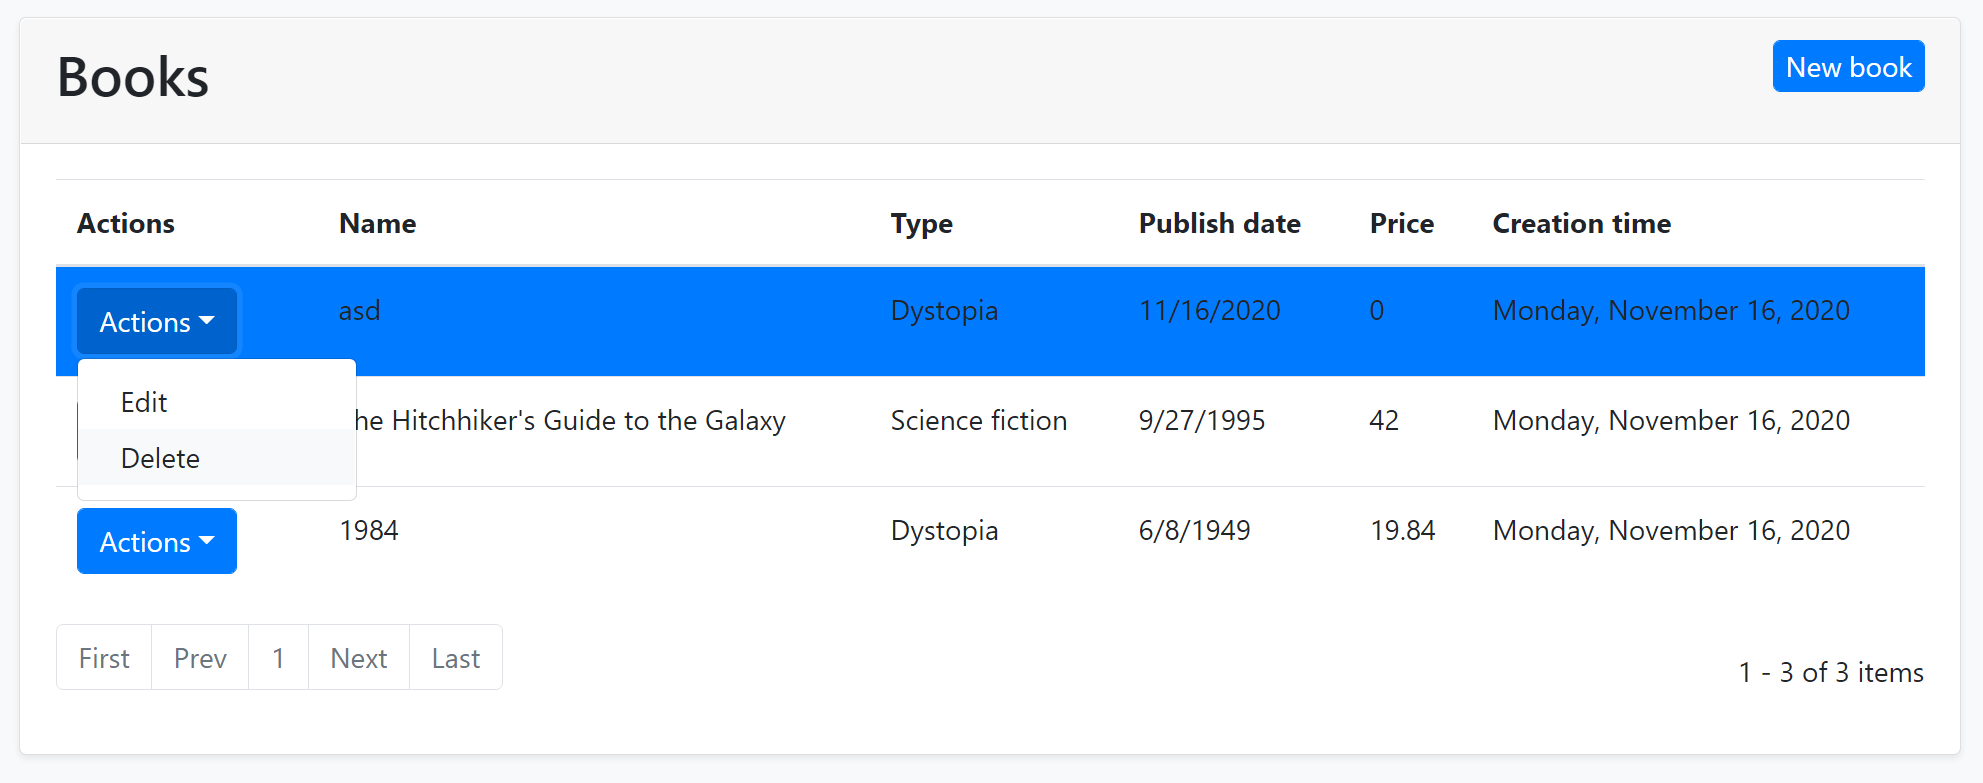 Books
New book
Actions Name Type Publish date Price Creation time
Actions asd Dystopia 11/16/2020 0 Monday, November 16, 2020
Edit
he Hitchhiker's Guide to the Galaxy Science fiction 9/27/1995 42 Monday, November 16, 2020
Delete
Actions 1984 Dystopia 6/8/1949 19.84 Monday, November 16, 2020
First Prev 1 Next Last
1 - 3 of 3 items